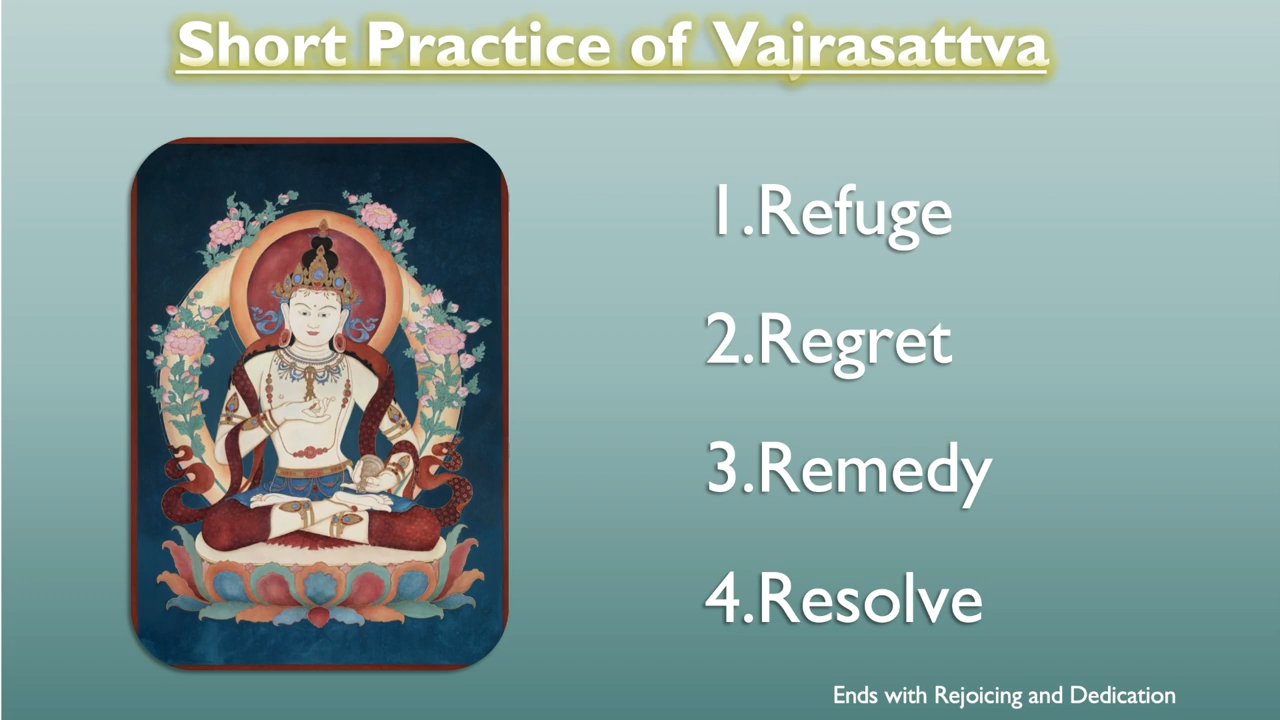 Short Practice of Vajrasattva
1.Refuge
2.Regret
3.Remedy
4.Resolve
Ends with Rejoicing and Dedication